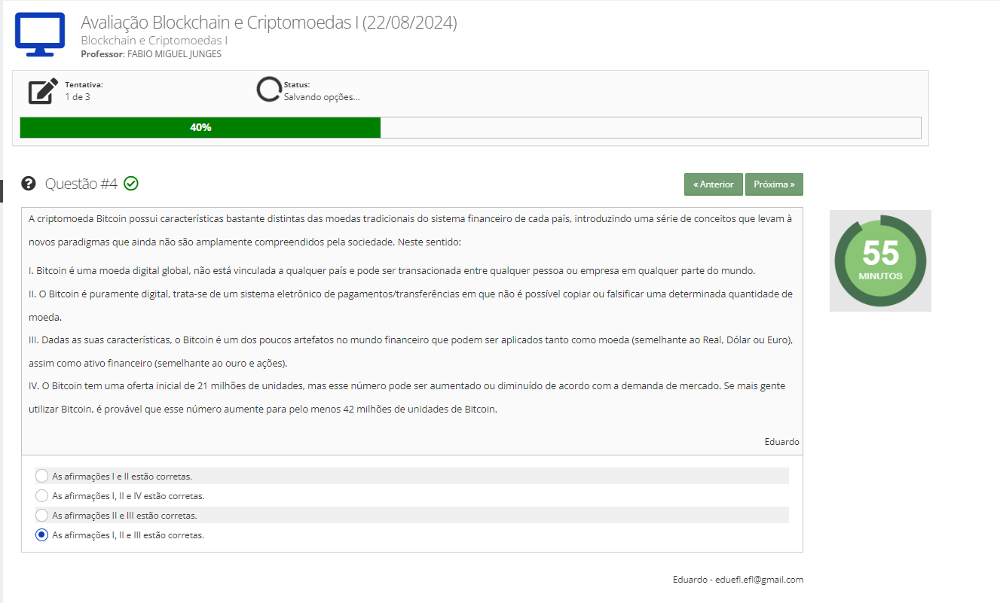 Avaliação Blockchain e Criptomoedas I (22/08/2024)
Blockchain e Criptomoedas I
Professor: FABIO MIGUEL JUNGES
Tentativa:
1 de 3
Status:
Salvando opções...
40%
Questão #4
« Anterior
Próxima »
A criptomoeda Bitcoin possui características bastante distintas das moedas tradicionais do sistema financeiro de cada país, introduzindo uma série de conceitos que levam à
novos paradigmas que ainda não são amplamente compreendidos pela sociedade. Neste sentido:
I. Bitcoin é uma moeda digital global, não está vinculada a qualquer país e pode ser transacionada entre qualquer pessoa ou empresa em qualquer parte do mundo.
II. O Bitcoin é puramente digital, trata-se de um sistema eletrônico de pagamentos/transferências em que não é possível copiar ou falsificar uma determinada quantidade de
moeda.
III. Dadas as suas características, o Bitcoin é um dos poucos artefatos no mundo financeiro que podem ser aplicados tanto como moeda (semelhante ao Real, Dólar ou Euro),
assim como ativo financeiro (semelhante ao ouro e ações).
IV. O Bitcoin tem uma oferta inicial de 21 milhões de unidades, mas esse número pode ser aumentado ou diminuído de acordo com a demanda de mercado. Se mais gente
utilizar Bitcoin, é provável que esse número aumente para pelo menos 42 milhões de unidades de Bitcoin.
Eduardo
55
MINUTOS
As afirmações I e II estão corretas.
As afirmações I, II e IV estão corretas.
As afirmações II e III estão corretas.
As afirmações I, II e III estão corretas.
Eduardo - eduefl.efl@gmail.com